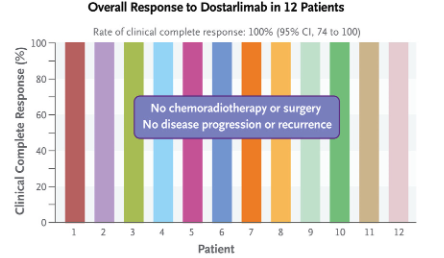 Overall Response to Dostarlimab in 12 Patients
Rate of clinical complete response: 100% (95% CI, 74 to 100)
Clinical Complete Response (%)
100
80
60
40
20
0
No chemoradiotherapy or surgery
No disease progression or recurrence
1 2 3 4 5 6 7 8 9 10 11 12
Patient